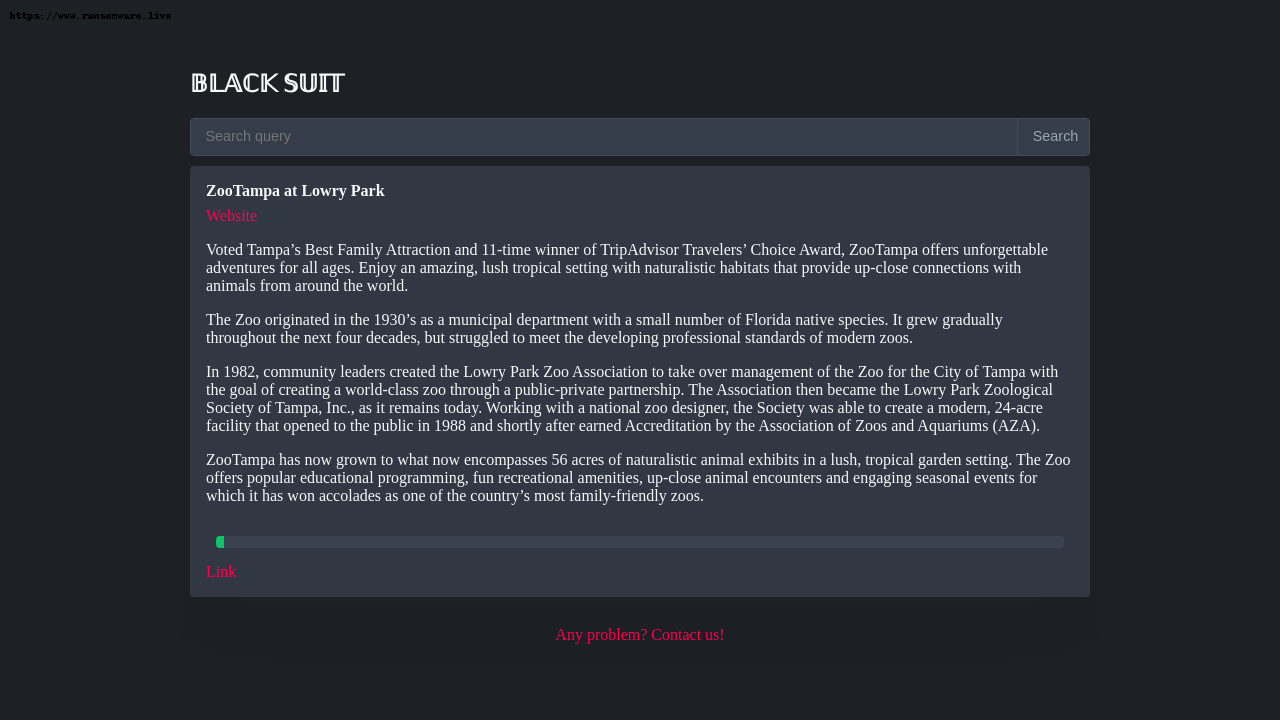 https://www.ransomware.live
BLACK SUIT
Search query
Search
ZooTampa at Lowry Park
Website
Voted Tampa’s Best Family Attraction and 11-time winner of TripAdvisor Travelers’ Choice Award, ZooTampa offers unforgettable
adventures for all ages. Enjoy an amazing, lush tropical setting with naturalistic habitats that provide up-close connections with
animals from around the world.
The Zoo originated in the 1930’s as a municipal department with a small number of Florida native species. It grew gradually
throughout the next four decades, but struggled to meet the developing professional standards of modern zoos.
In 1982, community leaders created the Lowry Park Zoo Association to take over management of the Zoo for the City of Tampa with
the goal of creating a world-class zoo through a public-private partnership. The Association then became the Lowry Park Zoological
Society of Tampa, Inc., as it remains today. Working with a national zoo designer, the Society was able to create a modern, 24-acre
facility that opened to the public in 1988 and shortly after earned Accreditation by the Association of Zoos and Aquariums (AZA).
ZooTampa has now grown to what now encompasses 56 acres of naturalistic animal exhibits in a lush, tropical garden setting. The Zoo
offers popular educational programming, fun recreational amenities, up-close animal encounters and engaging seasonal events for
which it has won accolades as one of the country’s most family-friendly zoos.
Link
Any problem? Contact us!